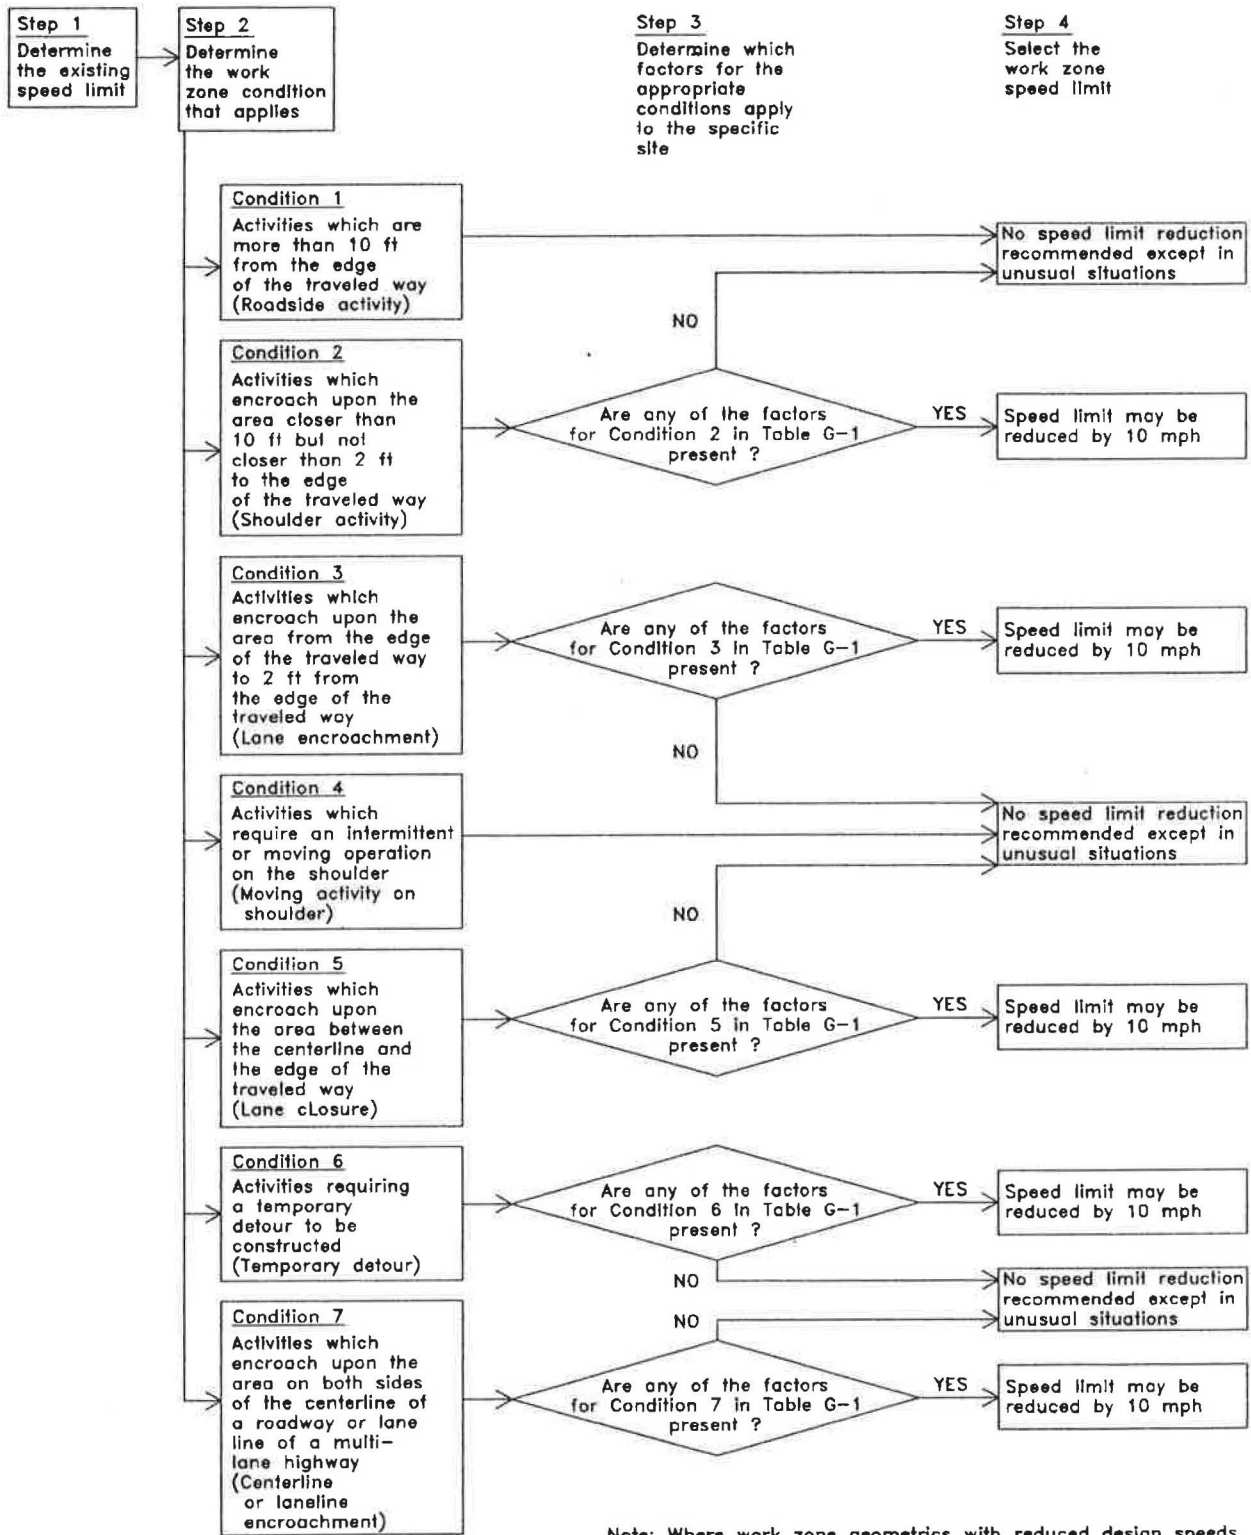 Step 1
Determine
the existing
speed limit
Step 2
Determine
the work
zone condition
that applies
Step 3
Determine which
factors for the
appropriate
conditions apply
to the specific
site
Step 4
Select the
work zone
speed limit
Condition 1
Activities which are
more than 10 ft
from the edge
of the traveled way
(Roadside activity)
No speed limit reduction
recommended except in
unusual situations
NO
Condition 2
Activities which
encroach upon the
area closer than
10 ft but not
closer than 2 ft
to the edge
of the traveled way
(Shoulder activity)
Are any of the factors
for Condition 2 in Table G-1
present ?
YES
Speed limit may be
reduced by 10 mph
Condition 3
Activities which
encroach upon the
area from the edge
of the traveled way
to 2 ft from
the edge of the
traveled way
(Lane encroachment)
Are any of the factors
for Condition 3 in Table G-1
present ?
YES
Speed limit may be
reduced by 10 mph
NO
Condition 4
Activities which
require an intermittent
or moving operation
on the shoulder
(Moving activity on
shoulder)
No speed limit reduction
recommended except in
unusual situations
NO
Condition 5
Activities which
encroach upon
the area between
the centerline and
the edge of the
traveled way
(Lane cLosure)
Are any of the factors
for Condition 5 in Table G-1
present ?
YES
Speed limit may be
reduced by 10 mph
Condition 6
Activities requiring
a temporary
detour to be
constructed
(Temporary detour)
Are any of the factors
for Condition 6 in Table G-1
present ?
YES
Speed limit may be
reduced by 10 mph
NO
No speed limit reduction
recommended except in
unusual situations
NO
Condition 7
Activities which
encroach upon the
area on both sides
of the centerline of
a roadway or lane
line of a multi-
lane highway
(Centerline
or laneline
encroachment)
Are any of the factors
for Condition 7 in Table G-1
present ?
YES
Speed limit may be
reduced by 10 mph
Note: Where work zone geometrics with reduced design speeds